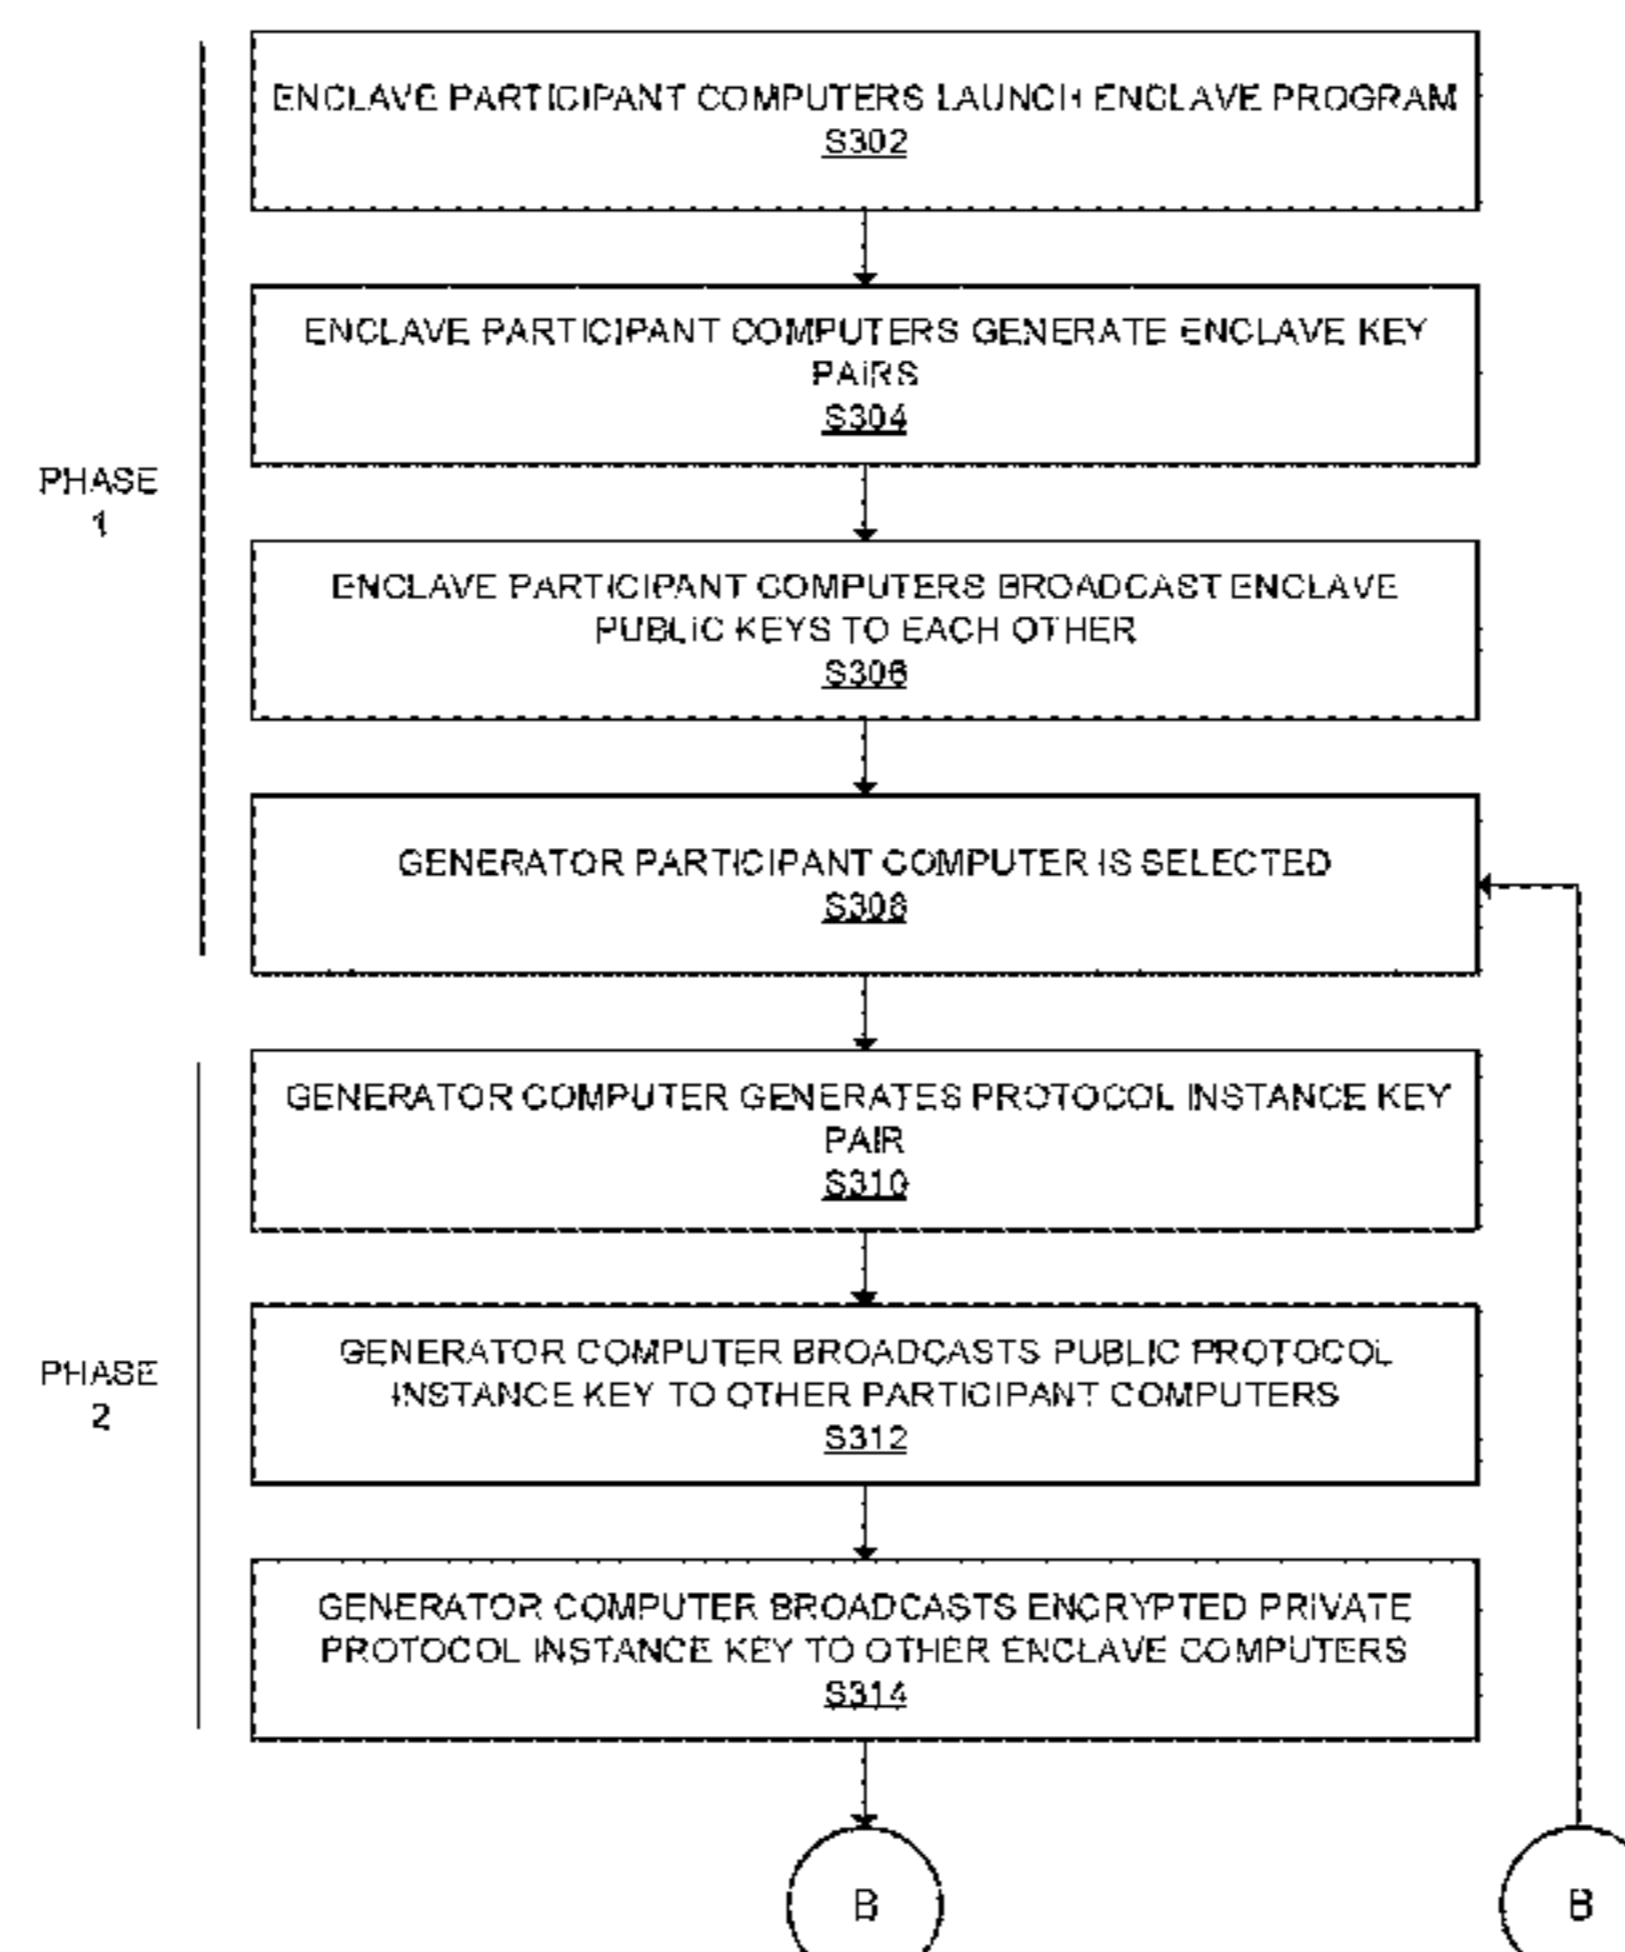 ENCLAVE PARTICIPANT COMPUTERS LAUNCH ENCLAVE PROGRAM
S302
ENCLAVE PARTICIPANT COMPUTERS GENERATE ENCLAVE KEY
PAIRS
S304
PHASE
1
ENCLAVE PARTICIPANT COMPUTERS BROADCAST ENCLAVE
PUBLIC KEYS TO EACH OTHER
S306
GENERATOR PARTICIPANT COMPUTER IS SELECTED
S308
GENERATOR COMPUTER GENERATES PROTOCOL INSTANCE KEY
PAIR
S310
PHASE
2
GENERATOR COMPUTER BROADCASTS PUBLIC PROTOCOL
INSTANCE KEY TO OTHER PARTICIPANT COMPUTERS
S312
GENERATOR COMPUTER BROADCASTS ENCRYPTED PRIVATE
PROTOCOL INSTANCE KEY TO OTHER ENCLAVE COMPUTERS
S314
B
B